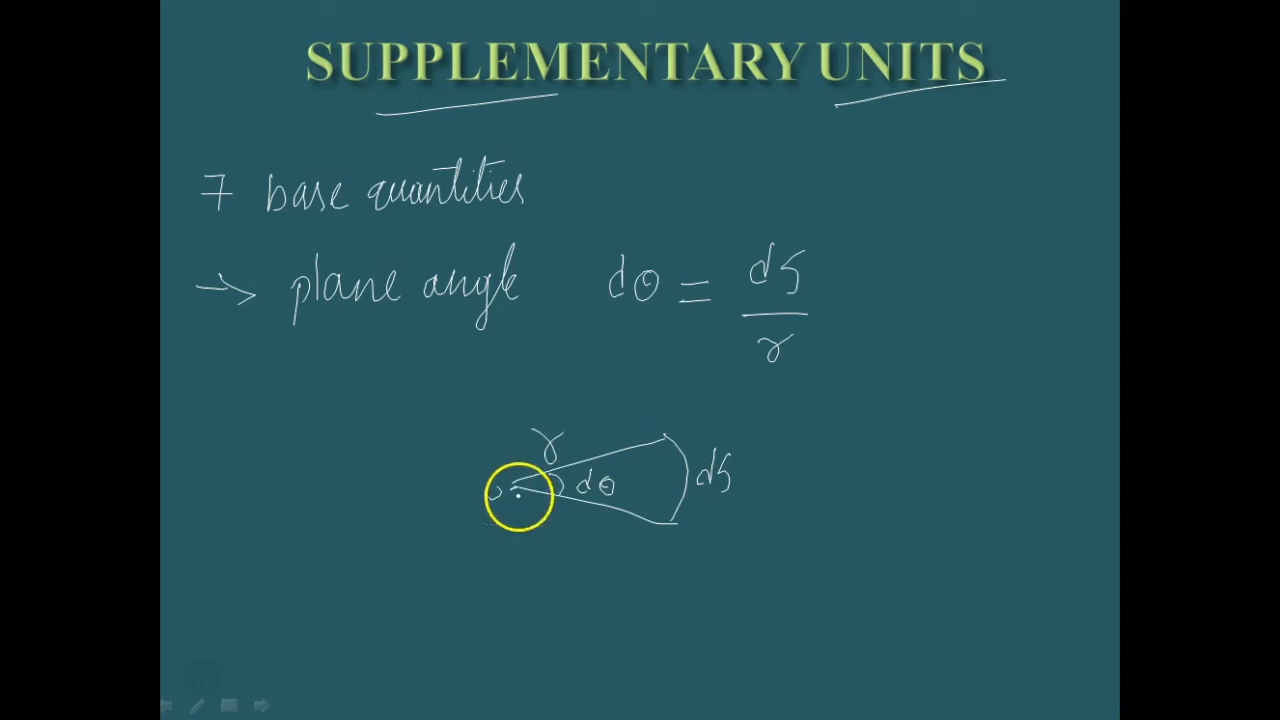 SUPPLEMENTARY UNITS
7 base quantities
→ plane angle dθ = ds/r
r
dθ
ds